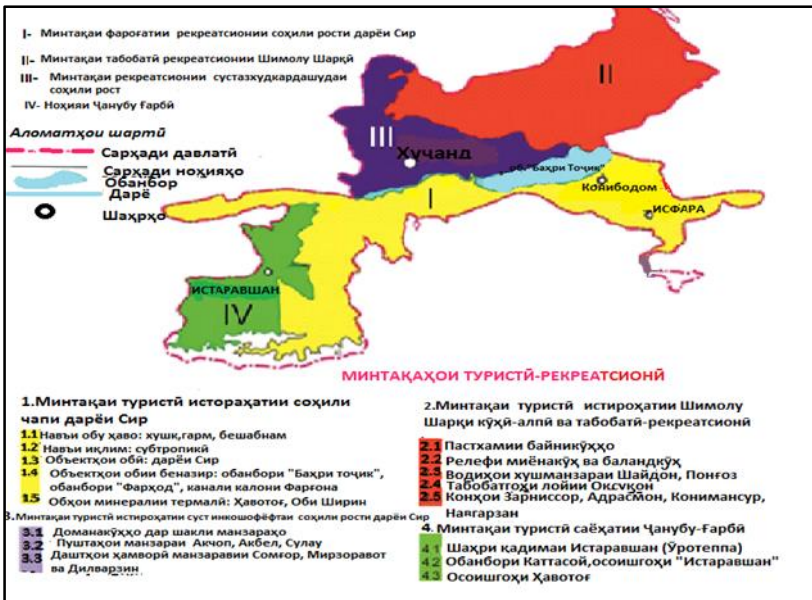 I- Минтақаи фароғатии рекреатсионии соҳили рости дарёи Сир
II- Минтақаи табобатӣ рекреатсионии Шимолу Шарқӣ
III- Минтақаи рекреатсионии сустазхудкардашудаи
соҳили рост
IV- Ноҳияи Ҷанубу Ғарбӣ
Аломатҳои шартӣ
Сарҳади давлатӣ
Сарҳади ноҳияҳо
Обанбор
Дарё
Шаҳрҳо
II
III
Хуҷанд
об."Баҳри Тоҷик"
Конибодом
I
ИСФАРА
ИСТАРАВШАН
IV
МИНТАҚАҲОИ ТУРИСТӢ-РЕКРЕАТСИОНӢ
1.Минтақаи туристӣ истораҳатии соҳили
чапи дарёи Сир
1.1 Навъи обу ҳаво: хушк,гарм, бешабнам
1.2 Навъи иқлим: субтропикӣ
1.3 Объектҳои обӣ: дарёи Сир
1.4 Объектҳои обии беназир: обанбори "Баҳри тоҷик",
обанбори "Фарҳод", канали калони Фарғона
1.5 Обҳои минералии термалӣ: Ҳавотоғ, Оби Ширин
3.Минтақаи туристӣ истироҳатии суст инкошофёфтаи соҳили рости дарёи Сир
3.1 Доманакӯҳҳо дар шакли манзараҳо
3.2 Пуштаҳои манзараи Акчоп, Акбел, Сулау
3.3 Даштҳои ҳамворӣ манзаравии Сомғор, Мирзоравот
ва Дилварзин
2.Минтақаи туристӣ истироҳатии Шимолу
Шарқи кӯҳӣ-алпӣ ва табобатӣ-рекреатсионӣ
2.1 Пастхамии байникӯҳҳо
2.2 Релефи миёнакӯҳ ва баландкӯҳ
2.3 Водиҳои хушманзараи Шайдон, Понғоз
2.4 Табобатгоҳи лойии Оксукон
2.5 Конҳои Зарниссор, Адрасмон, Конимансур,
Навгарзан
4. Минтақаи туристӣ саёҳатии Ҷанубу-Ғарбӣ
4.1 Шаҳри қадимаи Истаравшан (Ӯротеппа)
4.2 Обанбори Каттасой,осоишгоҳи "Истаравшан"
4.3 Осоишгоҳи Ҳавотоғ